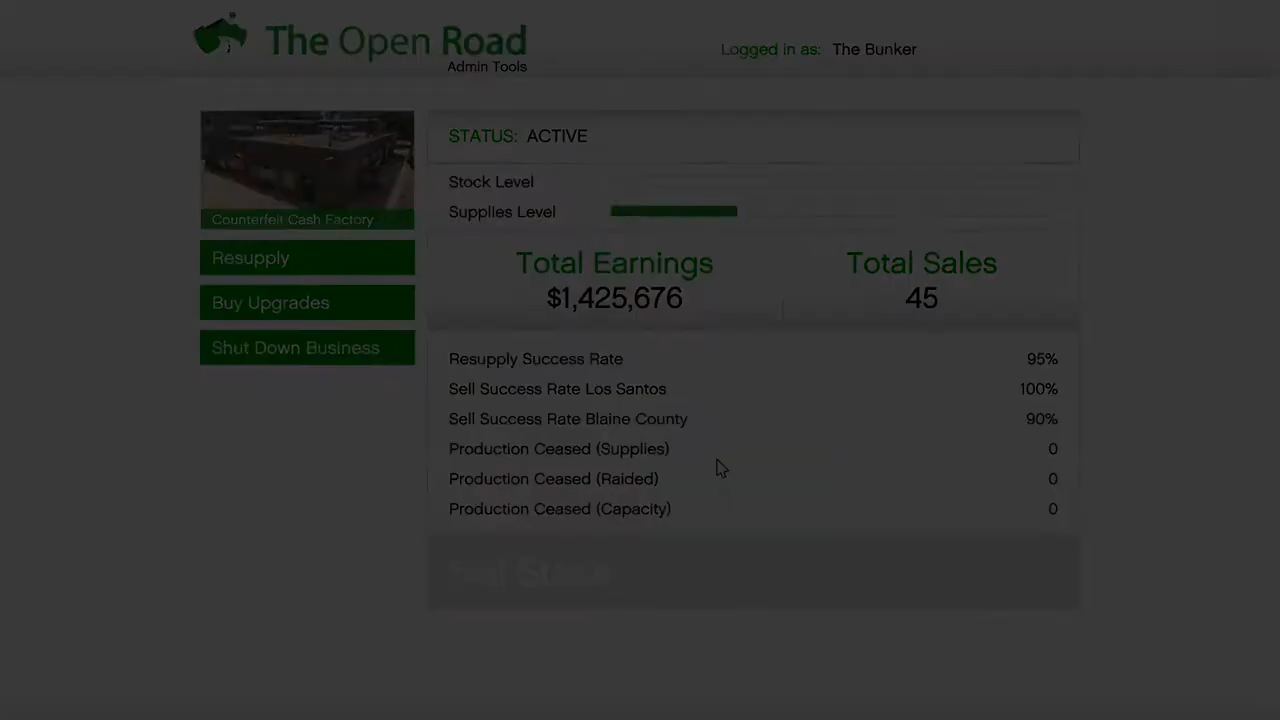 The Open Road
Admin Tools
Logged in as: The Bunker
Counterfeit Cash Factory
Resupply
Buy Upgrades
Shut Down Business
STATUS: ACTIVE
Stock Level
Supplies Level
Total Earnings
$1,425,676
Total Sales
45
Resupply Success Rate 95%
Sell Success Rate Los Santos 100%
Sell Success Rate Blaine County 90%
Production Ceased (Supplies) 0
Production Ceased (Raided) 0
Production Ceased (Capacity) 0